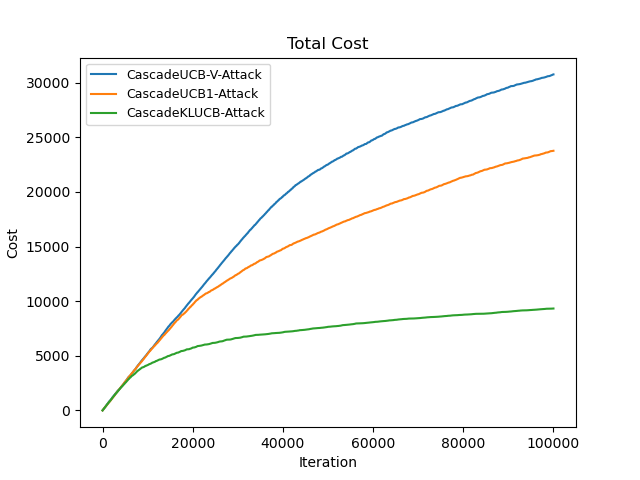 Total Cost
CascadeUCB-V-Attack
CascadeUCB1-Attack
CascadeKLUCB-Attack
30000
25000
20000
15000
10000
5000
0
Cost
0 20000 40000 60000 80000 100000
Iteration